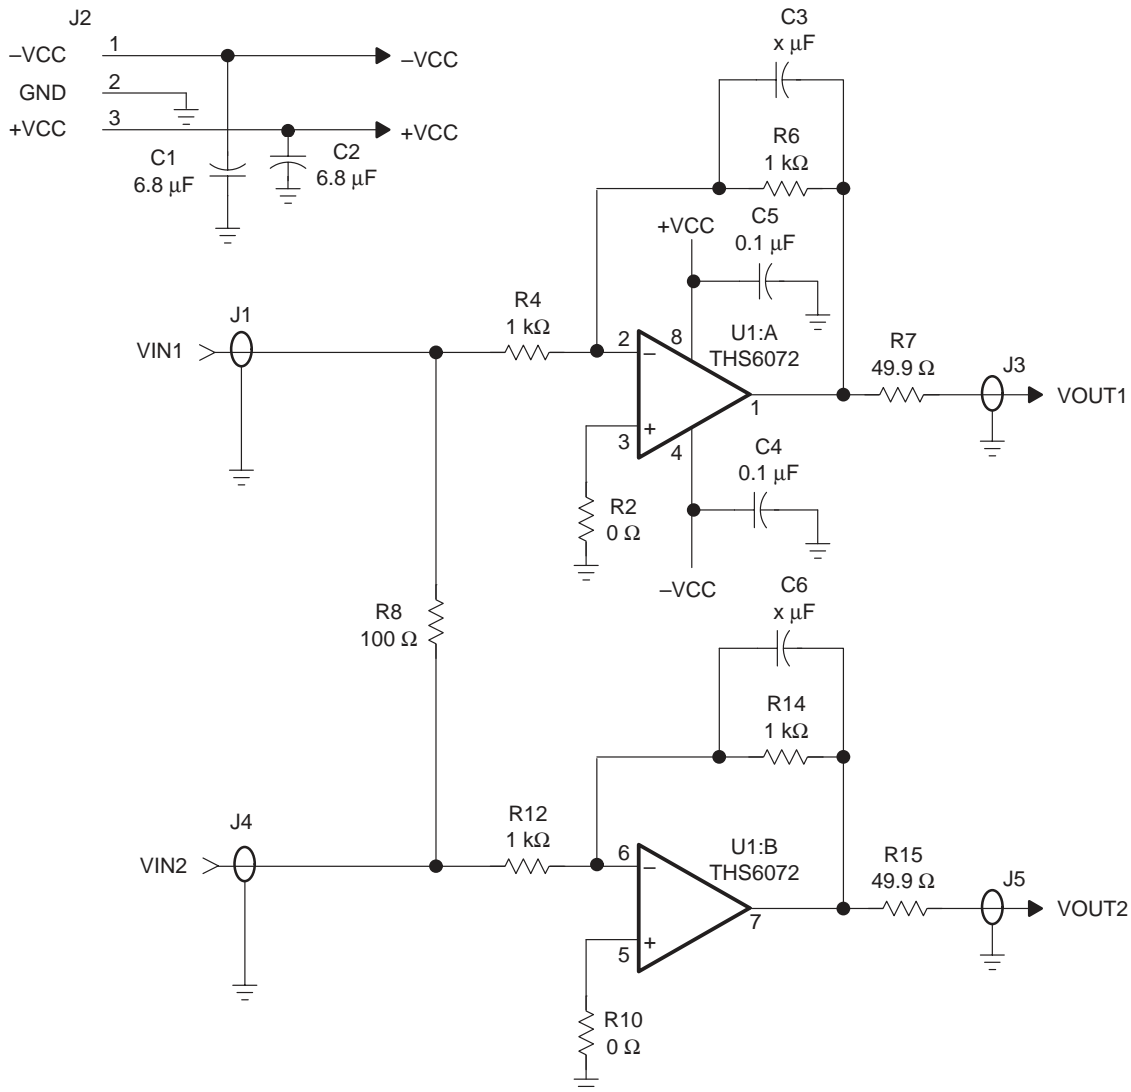 J2
–VCC
1
–VCC
GND
2
+VCC
3
+VCC
C1
6.8 μF
C2
6.8 μF
C3
x μF
R6
1 kΩ
C5
0.1 μF
+VCC
R4
1 kΩ
J1
VIN1
2
–
8
U1:A
THS6072
R7
49.9 Ω
J3
VOUT1
1
3
+
4
C4
0.1 μF
R2
0 Ω
–VCC
R8
100 Ω
C6
x μF
R14
1 kΩ
R12
1 kΩ
J4
VIN2
6
–
U1:B
THS6072
R15
49.9 Ω
J5
VOUT2
7
5
+
R10
0 Ω